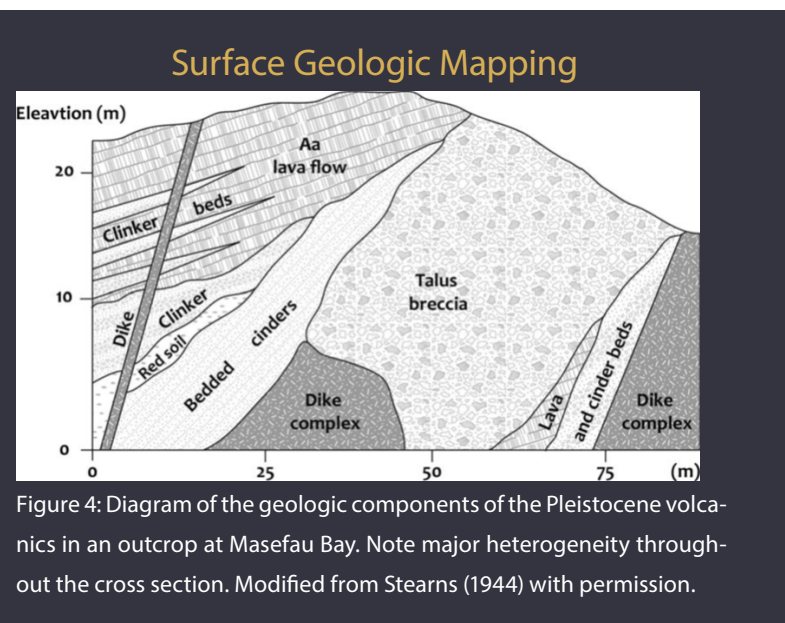 Surface Geologic Mapping
Eleavtion (m)
20
10
0
Aa
lava flow
beds
Clinker
Dike
Clinker
Red soil
Bedded
cinders
Talus
breccia
Dike
complex
Lava
and cinder beds
Dike
complex
0
25
50
75
(m)
Figure 4: Diagram of the geologic components of the Pleistocene volca-
nics in an outcrop at Masefau Bay. Note major heterogeneity through-
out the cross section. Modified from Stearns (1944) with permission.